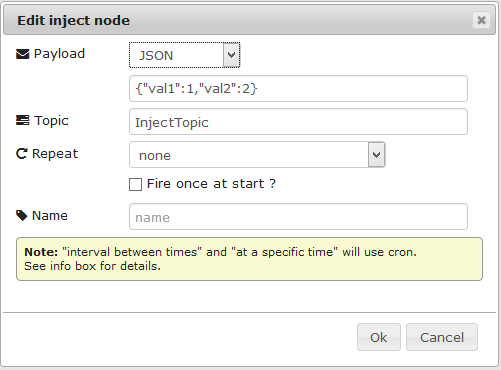 Edit inject node
Payload JSON
{"val1":1,"val2":2}
Topic InjectTopic
Repeat none
Fire once at start ?
Name name
Note: "interval between times" and "at a specific time" will use cron.
See info box for details.
Ok Cancel